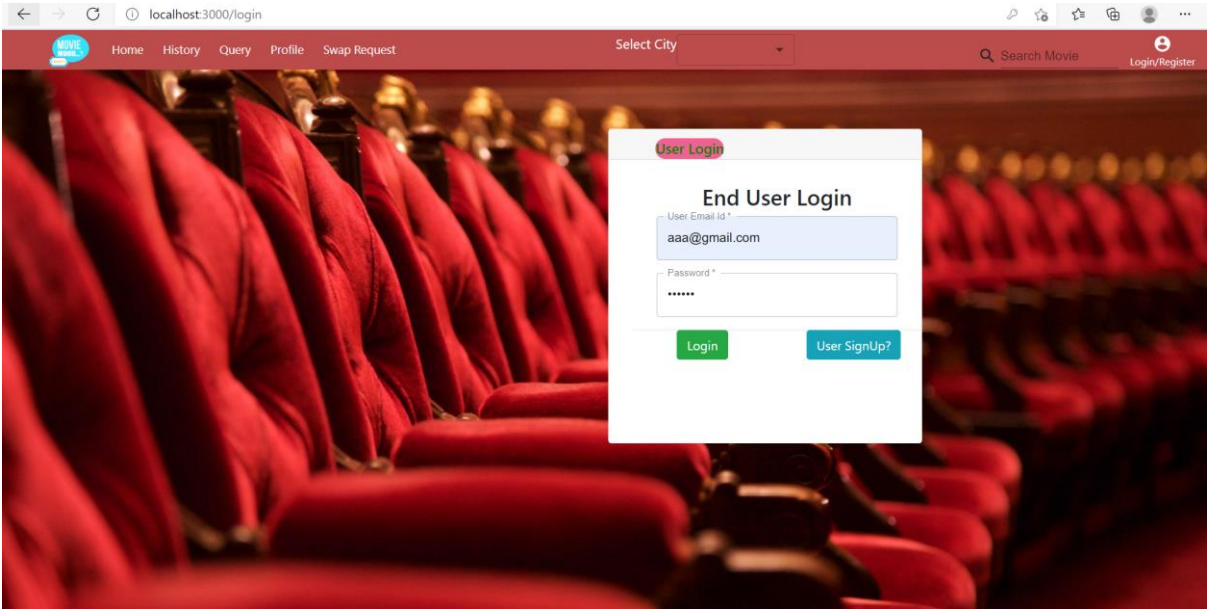 localhost:3000/login
MOVIE
Home History Query Profile Swap Request Select City Search Movie Login/Register
User Login
End User Login
User Email Id *
aaa@gmail.com
Password *
••••••
Login User SignUp?